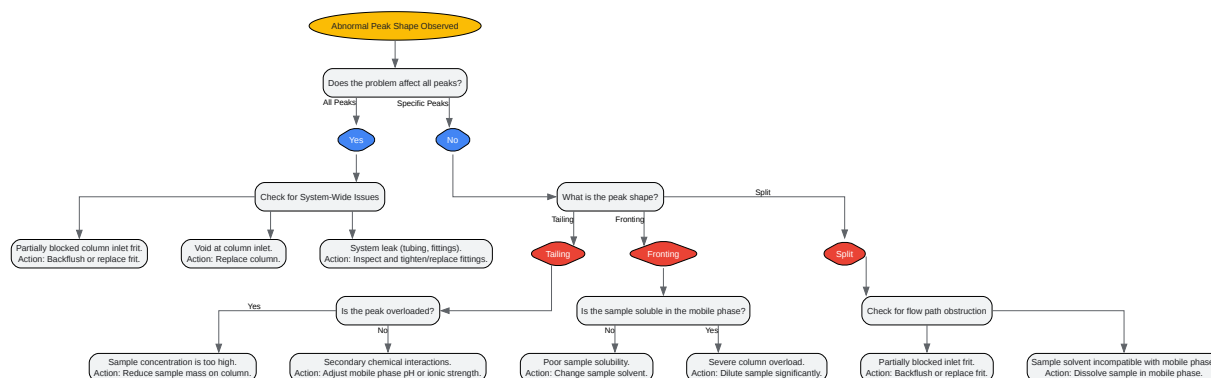 Abnormal Peak Shape Observed
Does the problem affect all peaks?
All Peaks
Specific Peaks
Yes
No
Check for System-Wide Issues
What is the peak shape?
Split
Tailing
Fronting
Partially blocked column inlet frit.
Action: Backflush or replace frit.
Void at column inlet.
Action: Replace column.
System leak (tubing, fittings).
Action: Inspect and tighten/replace fittings.
Tailing
Fronting
Split
Yes
Is the peak overloaded?
No
Is the sample soluble in the mobile phase?
No
Yes
Check for flow path obstruction
Sample concentration is too high.
Action: Reduce sample mass on column.
Secondary chemical interactions.
Action: Adjust mobile phase pH or ionic strength.
Poor sample solubility.
Action: Change sample solvent.
Severe column overload.
Action: Dilute sample significantly.
Partially blocked inlet frit.
Action: Backflush or replace frit.
Sample solvent incompatible with mobile phase
Action: Dissolve sample in mobile phase.